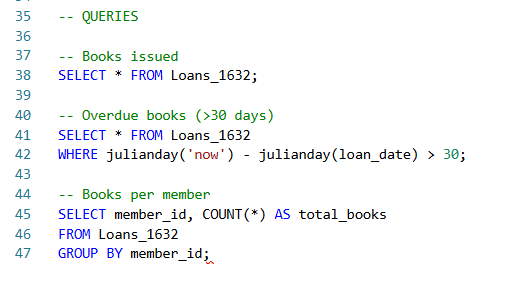 35 -- QUERIES
36
37 -- Books issued
38 SELECT * FROM Loans_1632;
39
40 -- Overdue books (>30 days)
41 SELECT * FROM Loans_1632
42 WHERE julianday('now') - julianday(loan_date) > 30;
43
44 -- Books per member
45 SELECT member_id, COUNT(*) AS total_books
46 FROM Loans_1632
47 GROUP BY member_id;